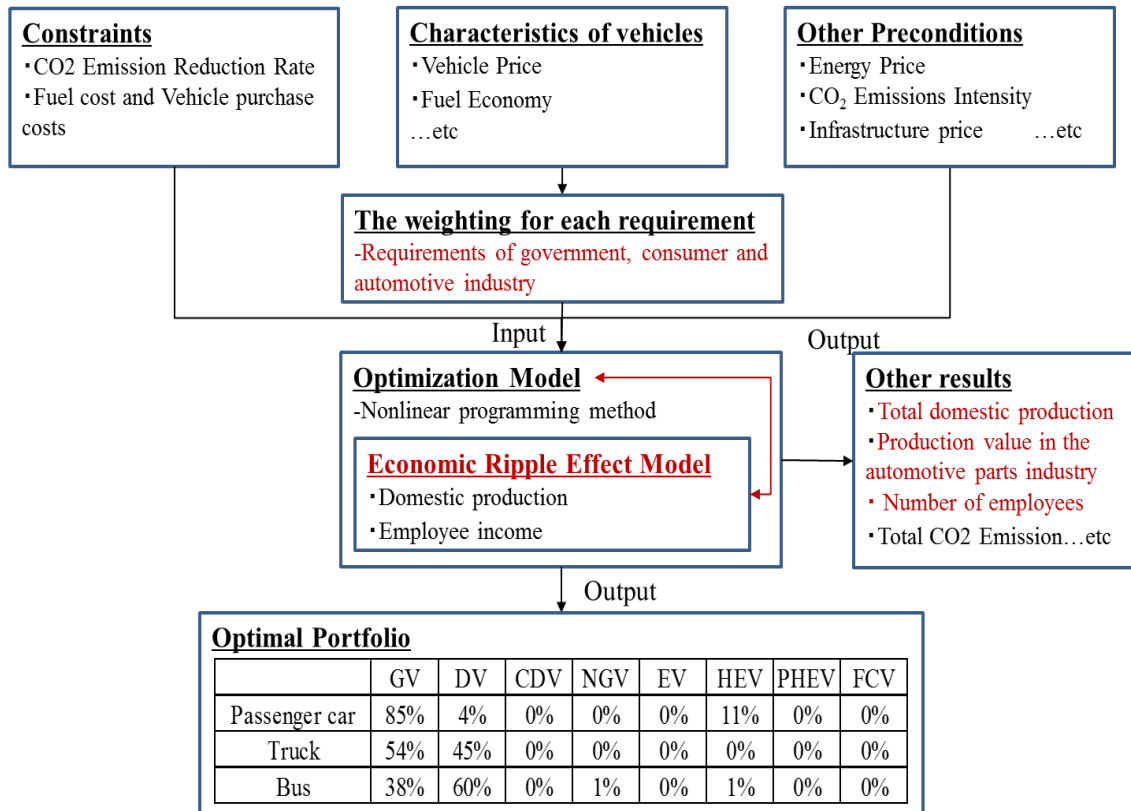 Constraints
・CO2 Emission Reduction Rate
・Fuel cost and Vehicle purchase
costs
Characteristics of vehicles
・Vehicle Price
・Fuel Economy
…etc
Other Preconditions
・Energy Price
・CO₂ Emissions Intensity
・Infrastructure price …etc
The weighting for each requirement
-Requirements of government, consumer and
automotive industry
Input
Output
Optimization Model
-Nonlinear programming method
Economic Ripple Effect Model
・Domestic production
・Employee income
Other results
・Total domestic production
・Production value in the
automotive parts industry
・Number of employees
・Total CO2 Emission…etc
Output
Optimal Portfolio
GV DV CDV NGV EV HEV PHEV FCV
Passenger car 85% 4% 0% 0% 0% 11% 0% 0%
Truck 54% 45% 0% 0% 0% 0% 0% 0%
Bus 38% 60% 0% 1% 0% 1% 0% 0%